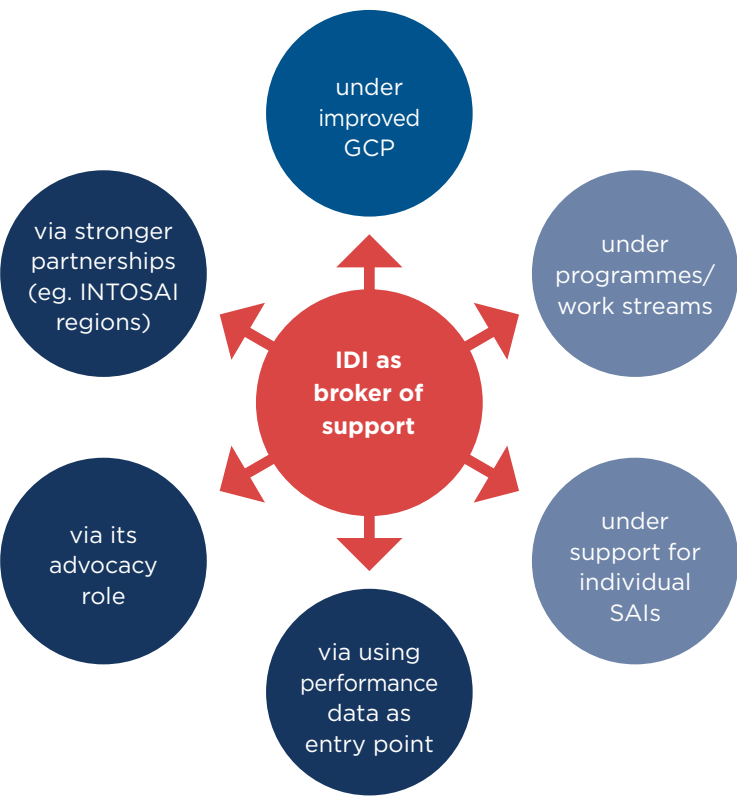 under
improved
GCP
via stronger
partnerships
(eg. INTOSAI
regions)
under
programmes/
work streams
IDI as
broker of
support
via its
advocacy
role
under
support for
individual
SAIs
via using
performance
data as
entry point